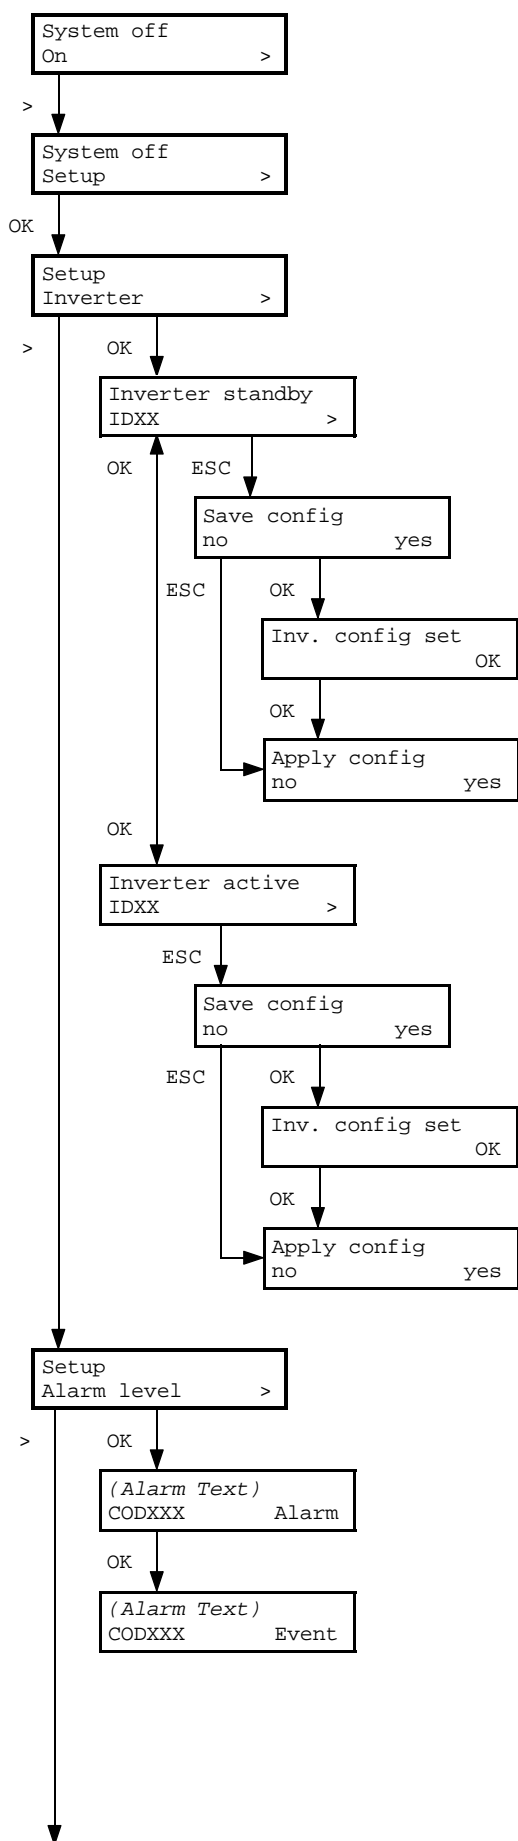 System off
On >
>
System off
Setup >
OK
Setup
Inverter >
> OK
Inverter standby
IDXX >
OK ESC
Save config
no yes
ESC OK
Inv. config set
OK
OK
Apply config
no yes
OK
Inverter active
IDXX >
ESC
Save config
no yes
ESC OK
Inv. config set
OK
OK
Apply config
no yes
Setup
Alarm level >
> OK
(Alarm Text)
CODXXX Alarm
OK
(Alarm Text)
CODXXX Event